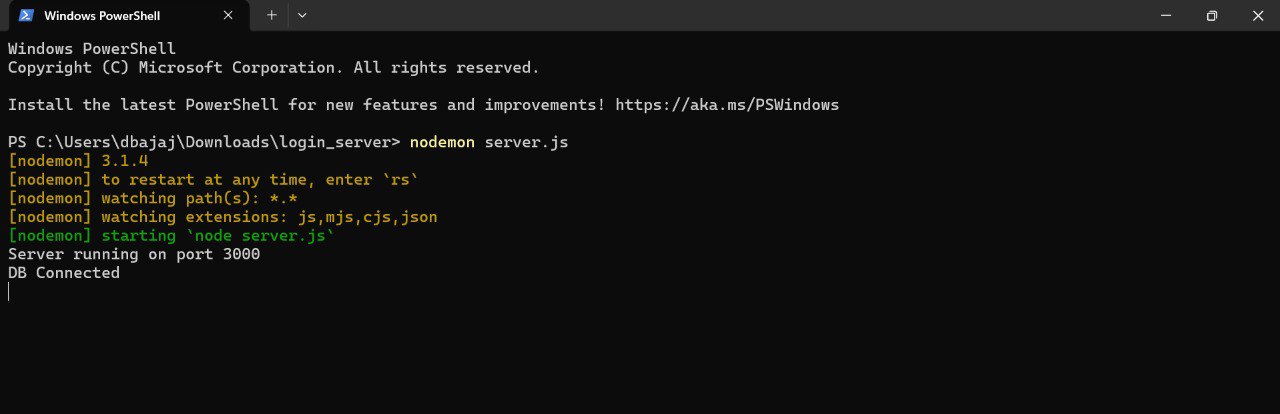 Windows PowerShell
Windows PowerShell
Copyright (C) Microsoft Corporation. All rights reserved.
Install the latest PowerShell for new features and improvements! https://aka.ms/PSWindows
PS C:\Users\dbajaj\Downloads\login_server> nodemon server.js
[nodemon] 3.1.4
[nodemon] to restart at any time, enter `rs`
[nodemon] watching path(s): *.*
[nodemon] watching extensions: js,mjs,cjs,json
[nodemon] starting `node server.js`
Server running on port 3000
DB Connected